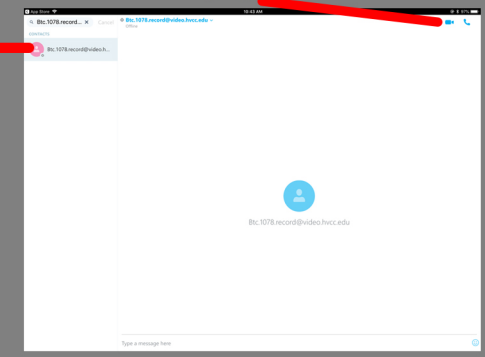 App Store
10:43 AM
97%
Btc.1078.record...
Cancel
Btc.1078.record@video.hvcc.edu
Offline
CONTACTS
Btc.1078.record@video.h...
Btc.1078.record@video.hvcc.edu
Type a message here